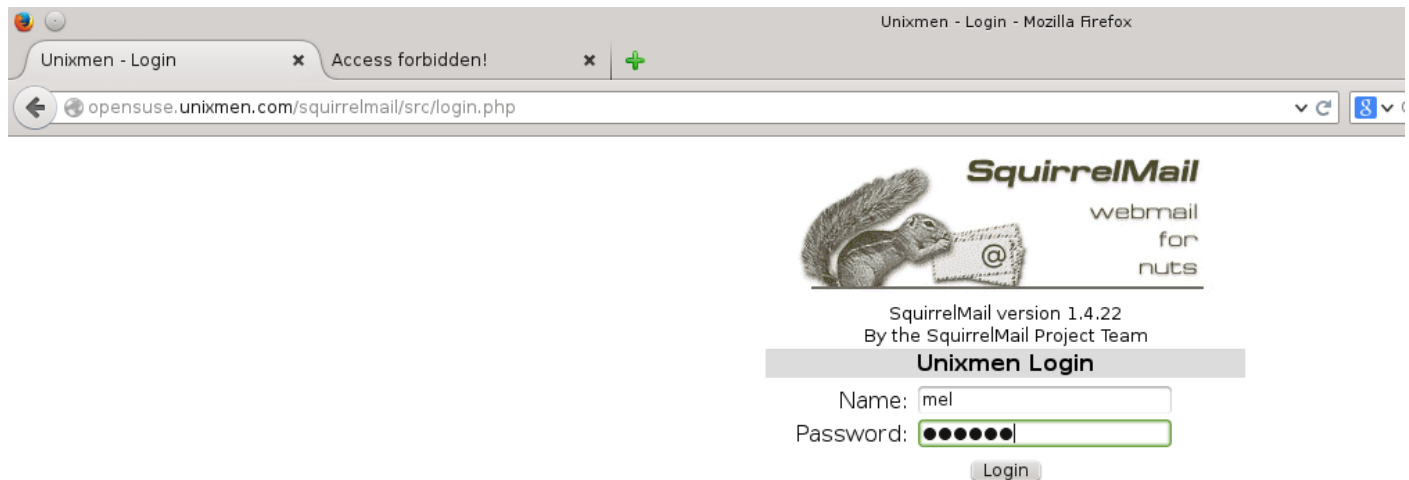 Unixmen - Login - Mozilla Firefox
Unixmen - Login
Access forbidden!
opensuse.unixmen.com/squirrelmail/src/login.php
8
SquirrelMail
webmail
for
nuts
@
SquirrelMail version 1.4.22
By the SquirrelMail Project Team
Unixmen Login
Name: mel
Password: ●●●●●●
Login